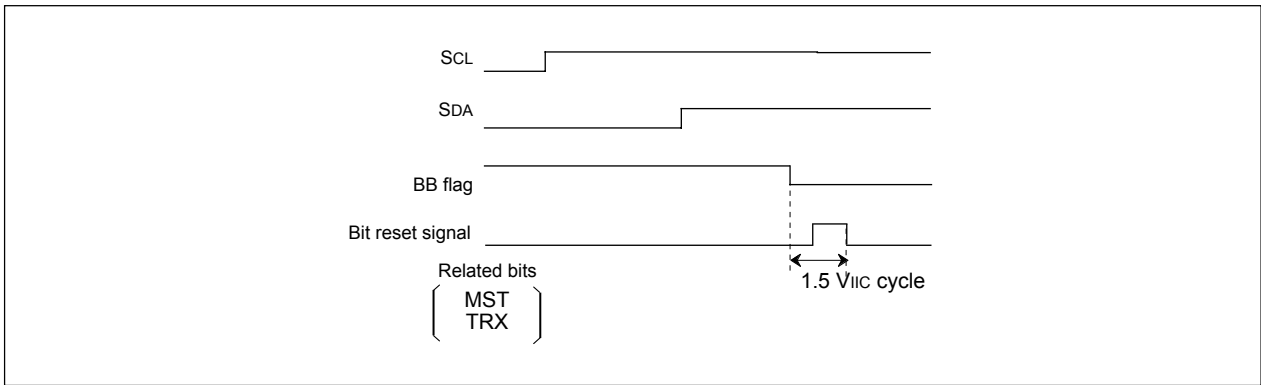 SCL
SDA
BB flag
Bit reset signal
Related bits
MST
TRX
1.5 VIIC cycle